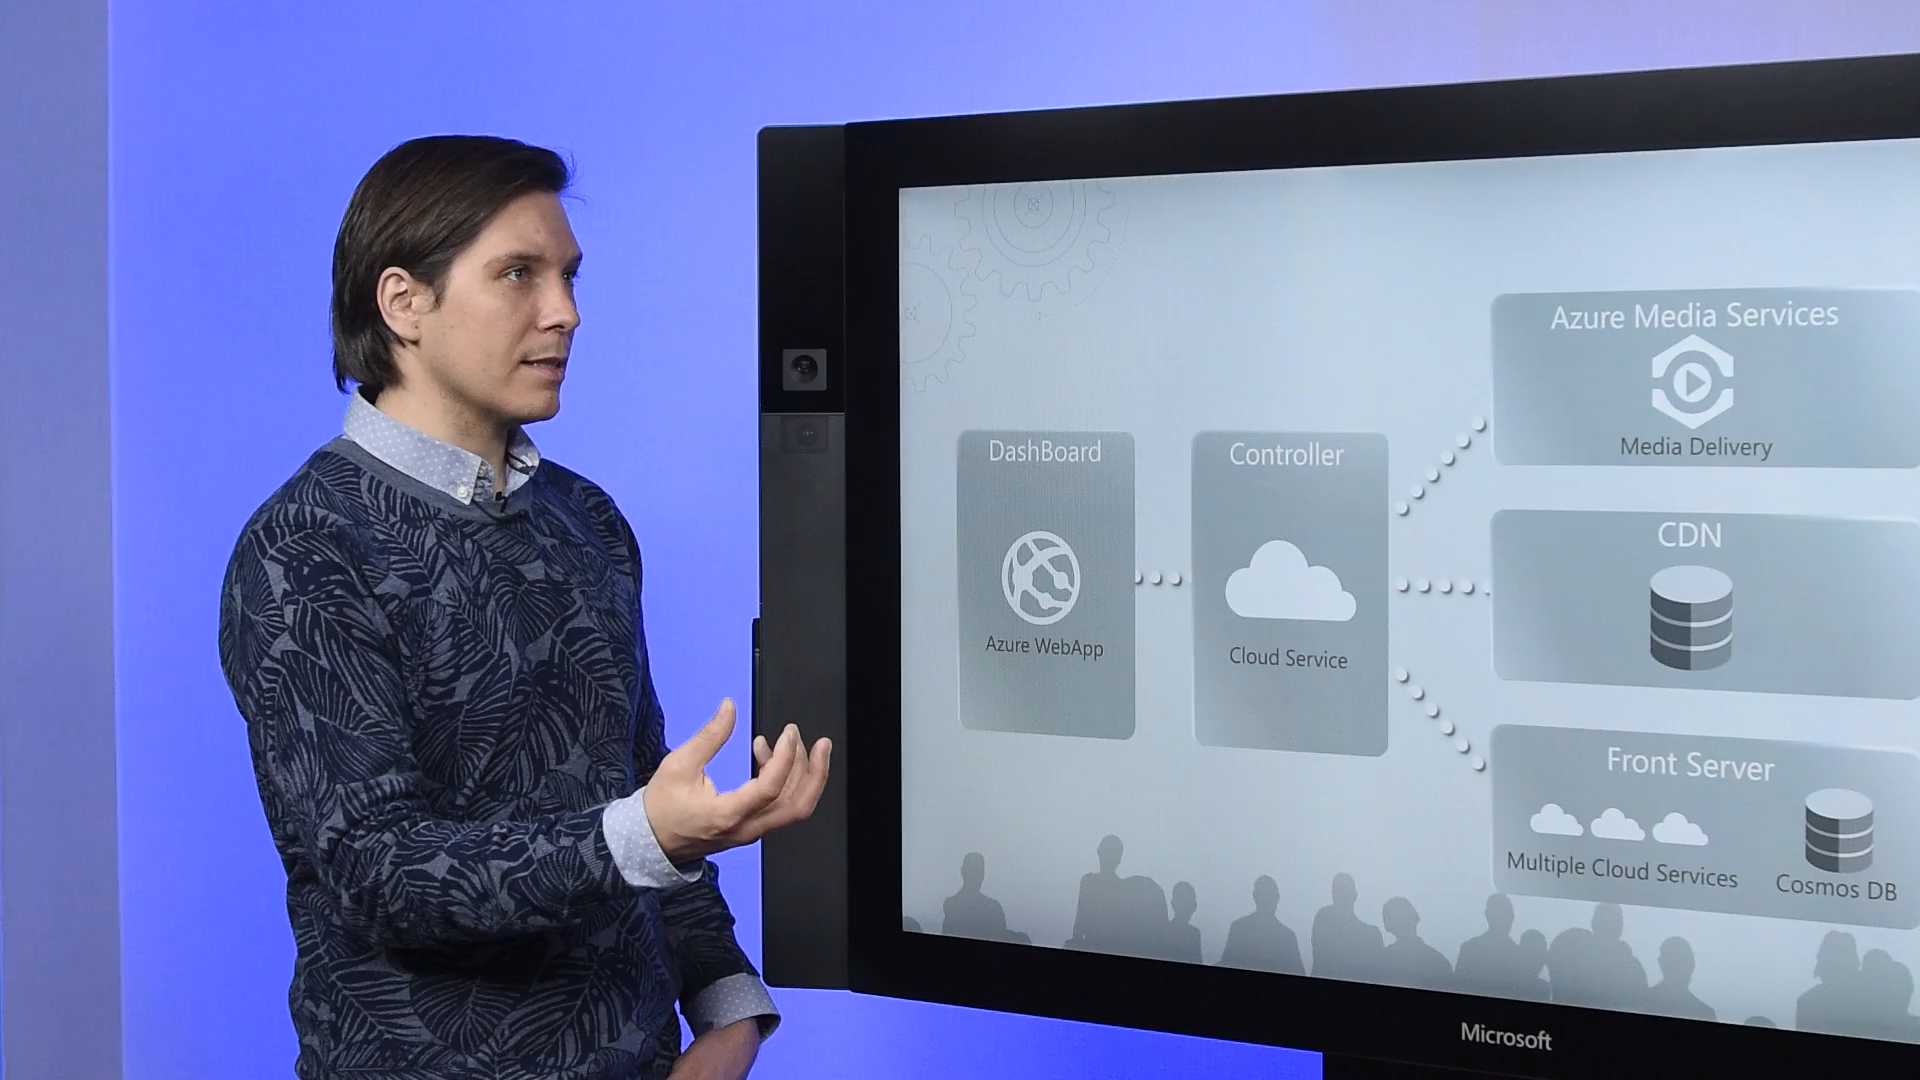 DashBoard
Azure WebApp
Controller
Cloud Service
Azure Media Services
Media Delivery
CDN
Front Server
Multiple Cloud Services
Cosmos DB
Microsoft